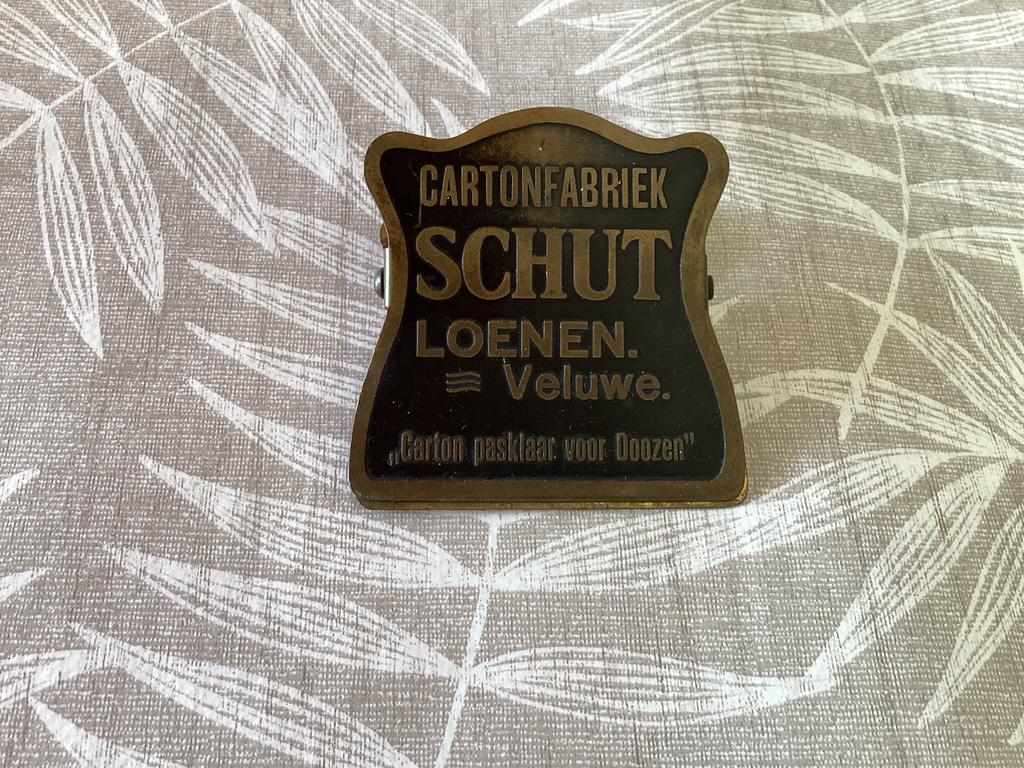 CARTONFABRIEK
SCHUT
LOENEN.
Veluwe.
„Carton pasklaar voor Doozen”